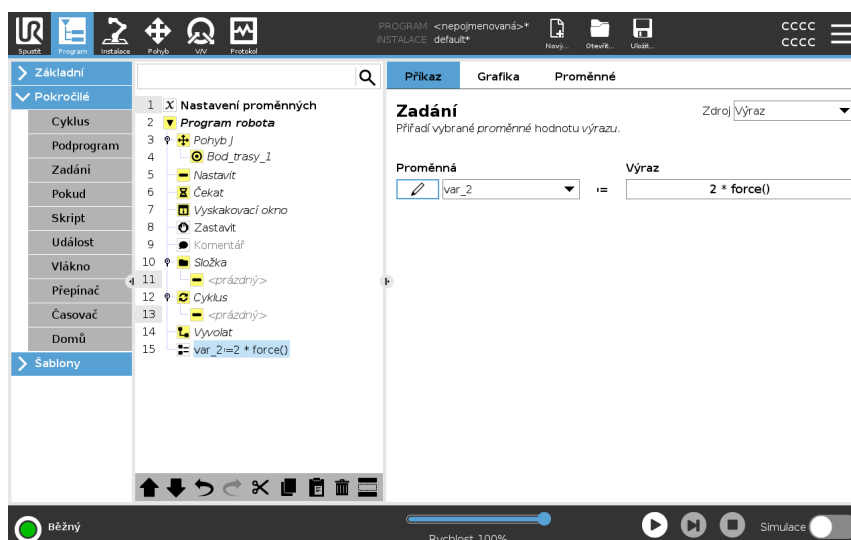 UR
Spustit
Program
Instalace
Pohyb
V/V
Protokol
PROGRAM <nepojmenovaná>*
INSTALACE default*
Nový...
Otevřít...
Uložit...
cccc
cccc
Základní
Pokročilé
Cyklus
Podprogram
Zadání
Pokud
Skript
Událost
Vlákno
Přepínač
Časovač
Domů
Šablony
1 X Nastavení proměnných
2 Program robota
3 Pohyb J
4 Bod_trasy_1
5 Nastavit
6 Čekat
7 Vyskakovací okno
8 Zastavit
9 Komentář
10 Složka
11 <prázdný>
12 Cyklus
13 <prázdný>
14 Vyvolat
15 var_2:=2 * force()
Příkaz Grafika Proměnné
Zadání
Zdroj Výraz
Přiřadí vybrané proměnné hodnotu výrazu.
Proměnná Výraz
var_2 := 2 * force()
Běžný
Rychlost 100%
Simulace